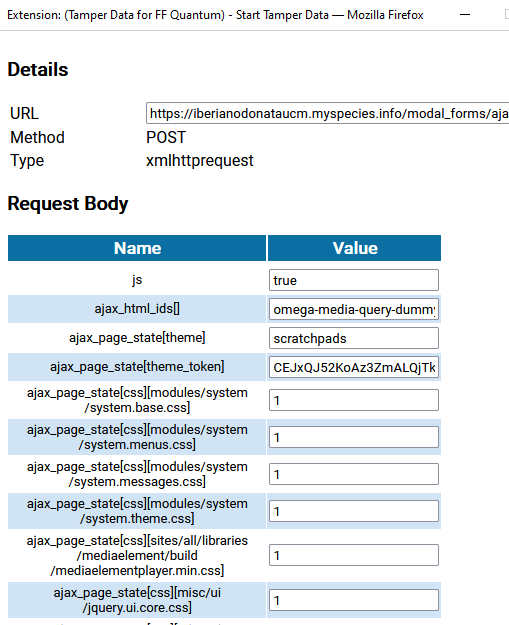 Extension: (Tamper Data for FF Quantum) - Start Tamper Data — Mozilla Firefox
Details
URL https://iberianodonataucm.myspecies.info/modal_forms/aja
Method POST
Type xmlhttprequest
Request Body
Name Value
js true
ajax_html_ids[] omega-media-query-dummy
ajax_page_state[theme] scratchpads
ajax_page_state[theme_token] CEJxQJ52KoAz3ZmALQjTk
ajax_page_state[css][modules/system
/system.base.css] 1
ajax_page_state[css][modules/system
/system.menus.css] 1
ajax_page_state[css][modules/system
/system.messages.css] 1
ajax_page_state[css][modules/system
/system.theme.css] 1
ajax_page_state[css][sites/all/libraries
/mediaelement/build
/mediaelementplayer.min.css] 1
ajax_page_state[css][misc/ui
/jquery.ui.core.css] 1